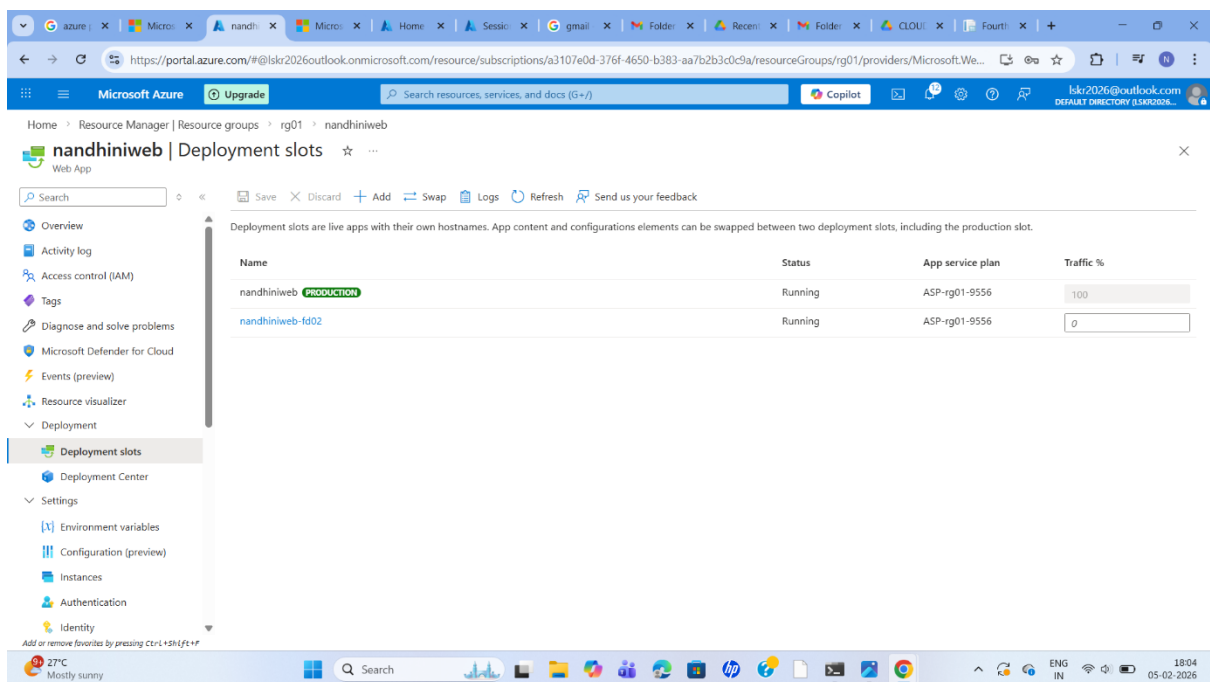 azure p
Micros
nandhi
Micros
Home
Sessio
gmail
Folder
Recent
Folder
CLOUD
Fourth
https://portal.azure.com/#@lskr2026outlook.onmicrosoft.com/resource/subscriptions/a3107e0d-376f-4650-b383-aa7b2b3c0c9a/resourceGroups/rg01/providers/Microsoft.We...
N
Microsoft Azure
Upgrade
Search resources, services, and docs (G+/)
Copilot
12
lskr2026@outlook.com
DEFAULT DIRECTORY (LSKR2026...
Home > Resource Manager | Resource groups > rg01 > nandhiniweb
nandhiniweb | Deployment slots
Web App
Search
Save Discard Add Swap Logs Refresh Send us your feedback
Overview
Activity log
Access control (IAM)
Tags
Diagnose and solve problems
Microsoft Defender for Cloud
Events (preview)
Resource visualizer
Deployment
Deployment slots
Deployment Center
Settings
Environment variables
Configuration (preview)
Instances
Authentication
Identity
Add or remove favorites by pressing Ctrl+Shift+F
Deployment slots are live apps with their own hostnames. App content and configurations elements can be swapped between two deployment slots, including the production slot.
Name Status App service plan Traffic %
nandhiniweb PRODUCTION Running ASP-rg01-9556 100
nandhiniweb-fd02 Running ASP-rg01-9556 0
9+
27°C
Mostly sunny
Search
ENG
IN
18:04
05-02-2026